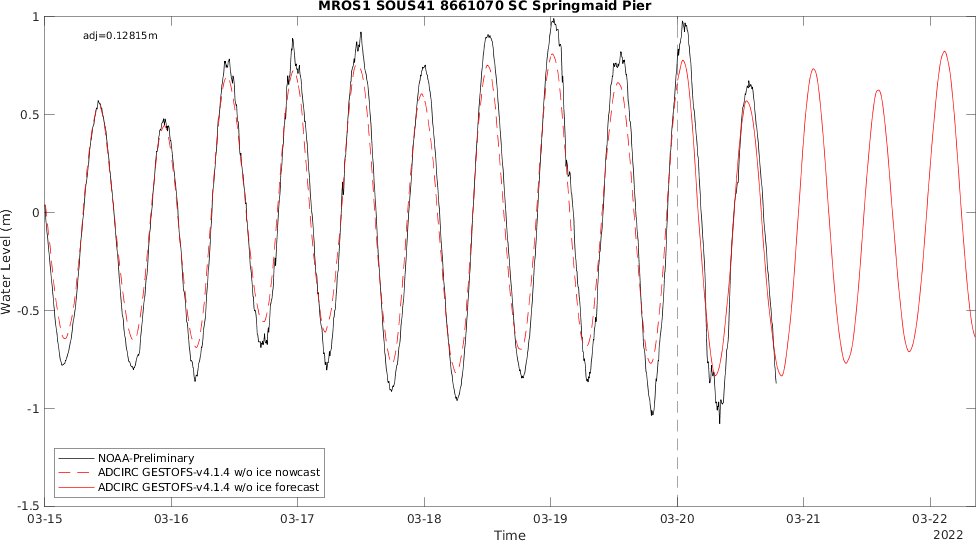 MROS1 SOUS41 8661070 SC Springmaid Pier
adj=0.12815m
1
0.5
0
-0.5
-1
-1.5
Water Level (m)
NOAA-Preliminary
ADCIRC GESTOFS-v4.1.4 w/o ice nowcast
ADCIRC GESTOFS-v4.1.4 w/o ice forecast
03-15 03-16 03-17 03-18 03-19 03-20 03-21 03-22
Time
2022